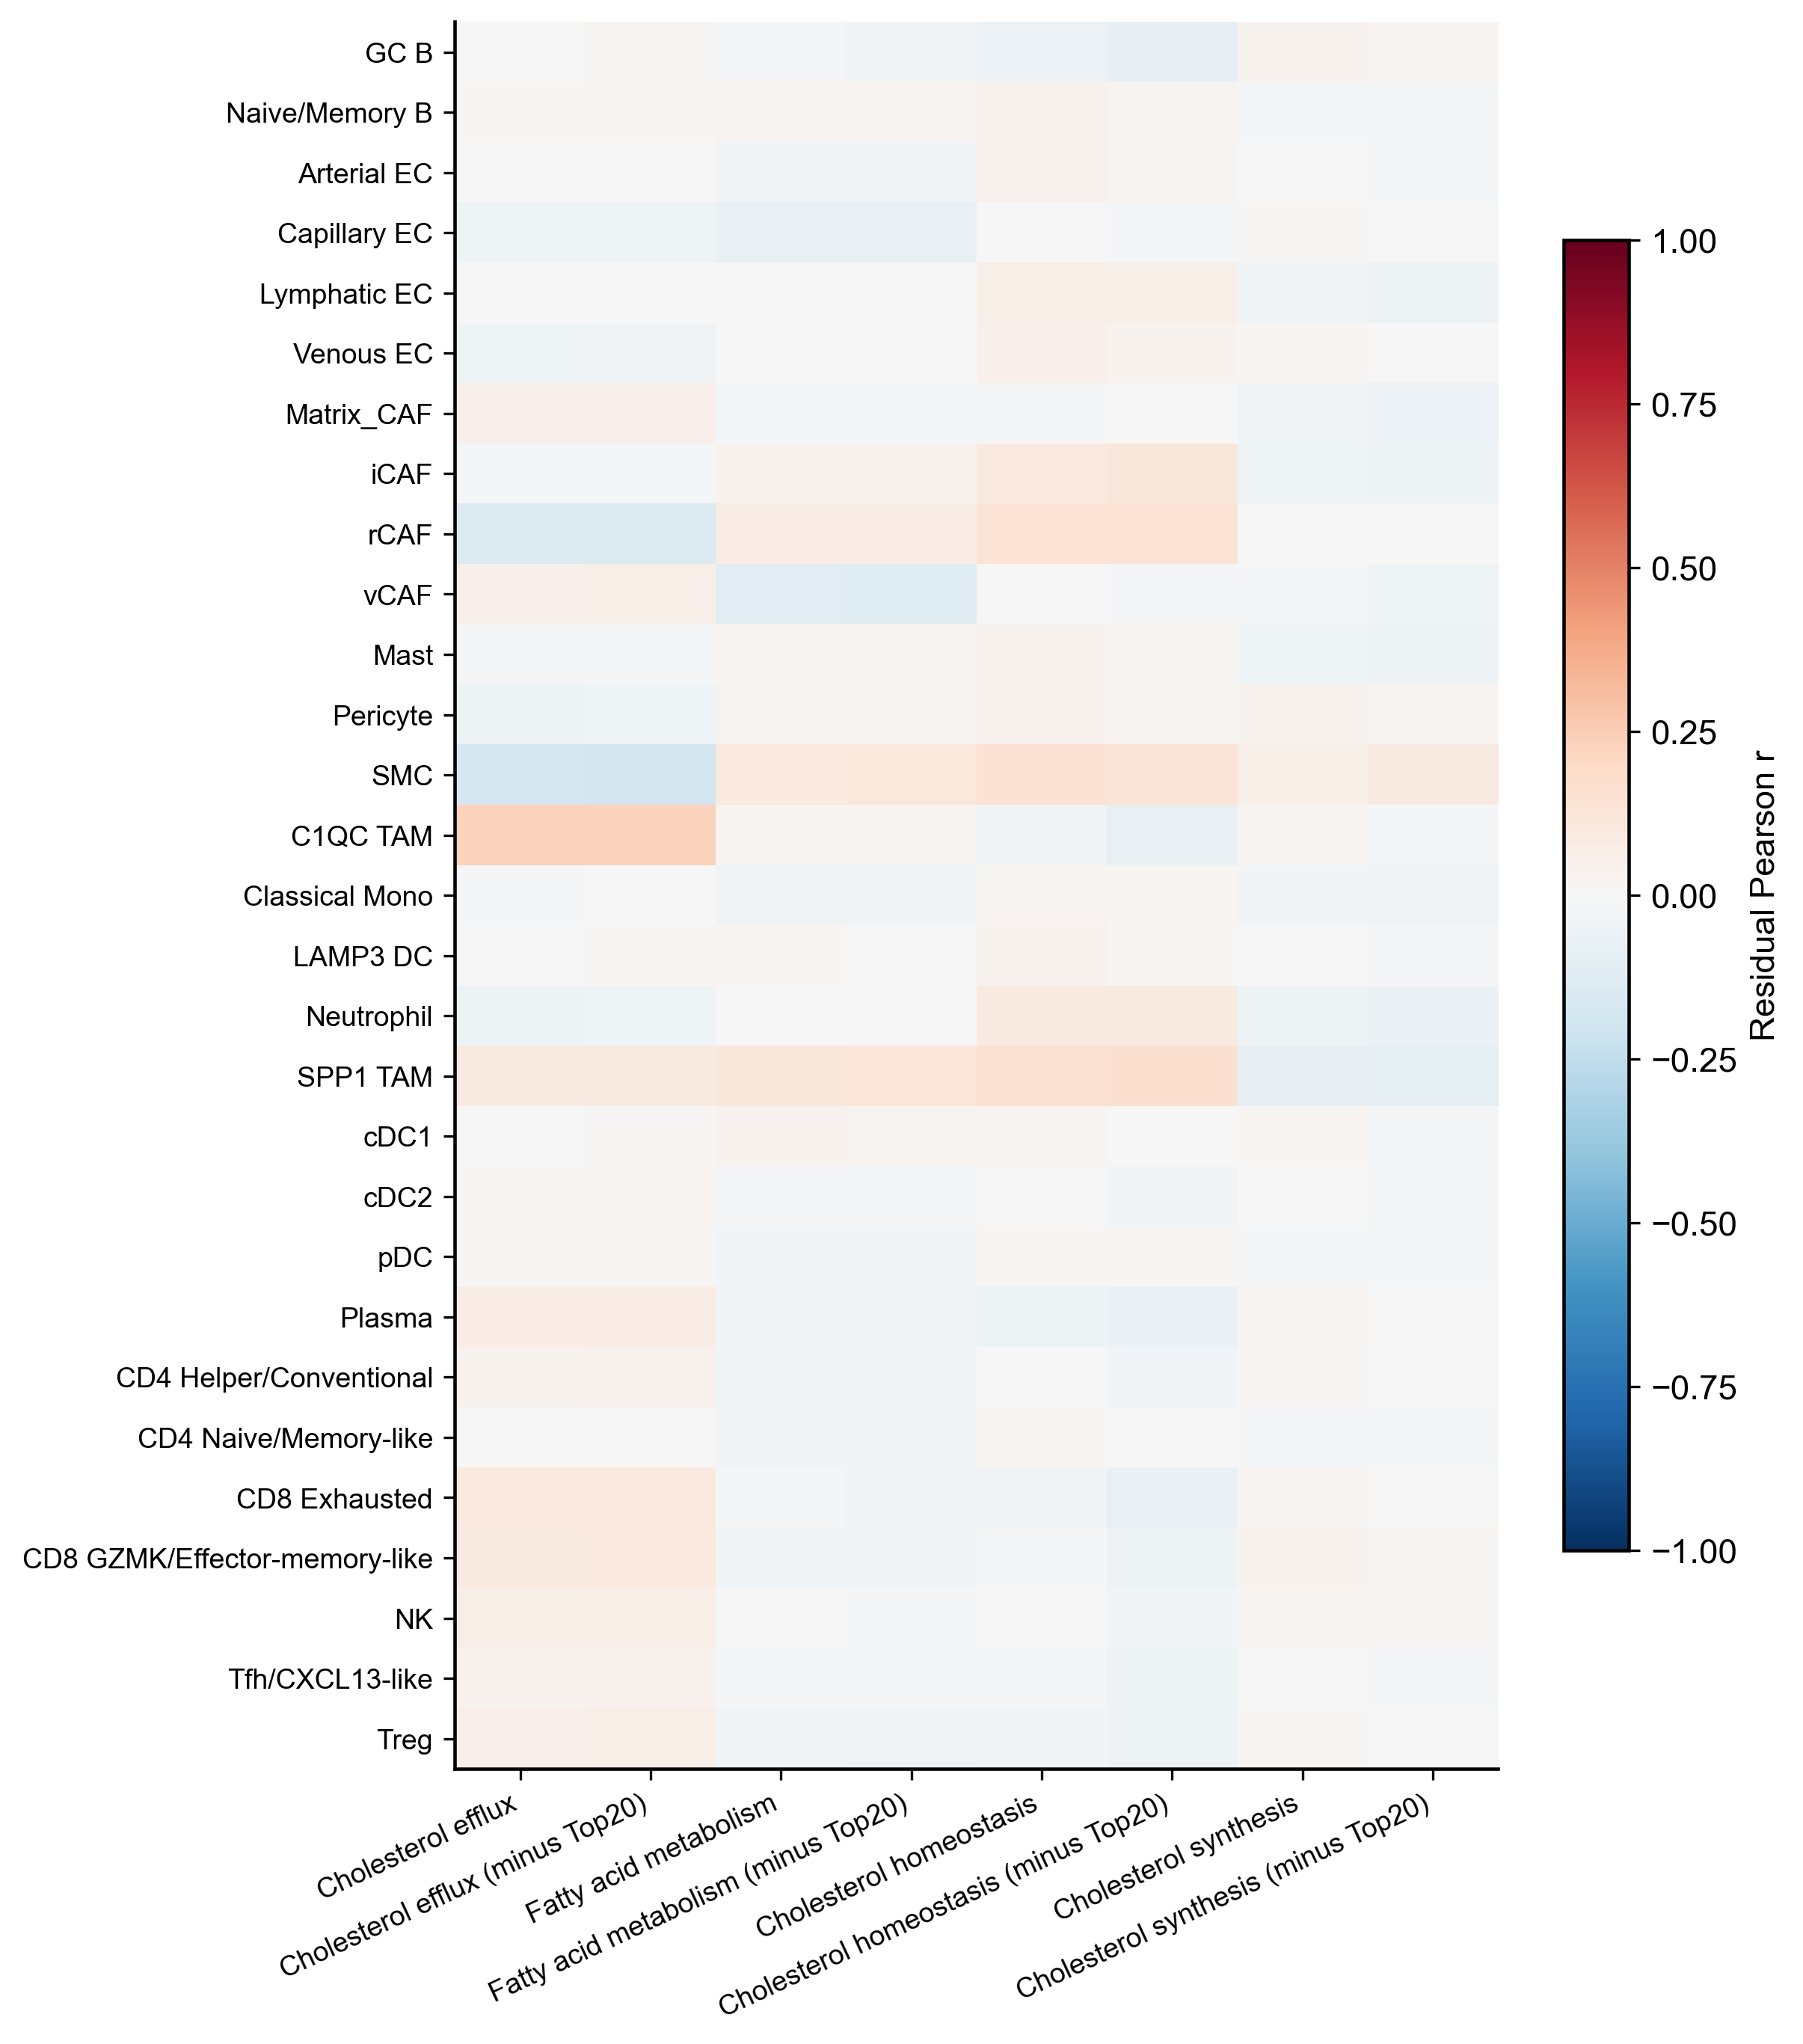 GC B
Naive/Memory B
Arterial EC
Capillary EC
Lymphatic EC
Venous EC
Matrix_CAF
iCAF
rCAF
vCAF
Mast
Pericyte
SMC
C1QC TAM
Classical Mono
LAMP3 DC
Neutrophil
SPP1 TAM
cDC1
cDC2
pDC
Plasma
CD4 Helper/Conventional
CD4 Naive/Memory-like
CD8 Exhausted
CD8 GZMK/Effector-memory-like
NK
Tfh/CXCL13-like
Treg
Cholesterol efflux
Cholesterol efflux (minus Top20)
Fatty acid metabolism
Fatty acid metabolism (minus Top20)
Cholesterol homeostasis
Cholesterol homeostasis (minus Top20)
Cholesterol synthesis
Cholesterol synthesis (minus Top20)
1.00
0.75
0.50
0.25
0.00
−0.25
−0.50
−0.75
−1.00
Residual Pearson r